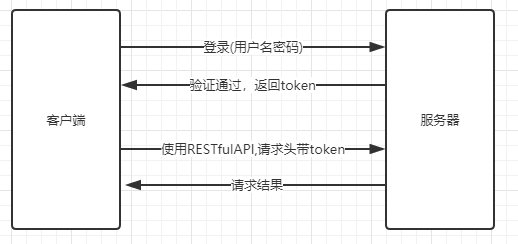 登录(用户名密码)
验证通过，返回token
客户端
服务器
使用RESTfulAPI,请求头带token
请求结果